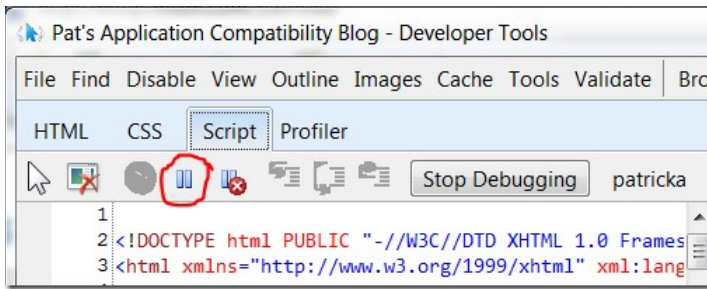 Pat's Application Compatibility Blog - Developer Tools
File Find Disable View Outline Images Cache Tools Validate Bro
HTML CSS Script Profiler
Stop Debugging patricka
1
2 <!DOCTYPE html PUBLIC "-//W3C//DTD XHTML 1.0 Frames
3 <html xmlns="http://www.w3.org/1999/xhtml" xml:lang